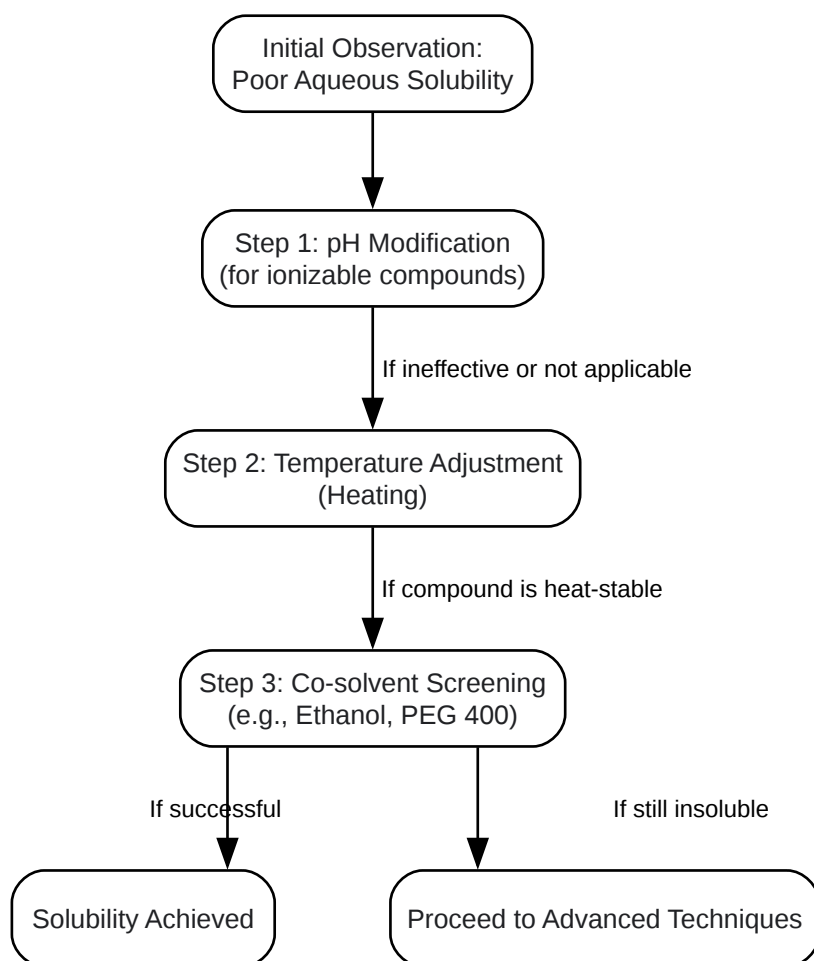 Initial Observation:
Poor Aqueous Solubility
Step 1: pH Modification
(for ionizable compounds)
If ineffective or not applicable
Step 2: Temperature Adjustment
(Heating)
If compound is heat-stable
Step 3: Co-solvent Screening
(e.g., Ethanol, PEG 400)
If successful
If still insoluble
Solubility Achieved
Proceed to Advanced Techniques